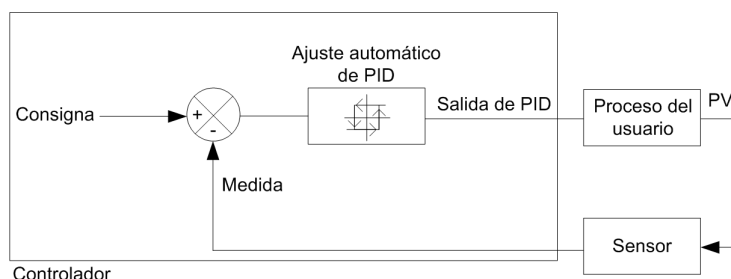 Ajuste automático
de PID
Consigna
+
-
Salida de PID
Proceso del
usuario
PV
Medida
Sensor
Controlador